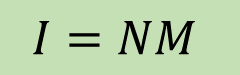 I = NM